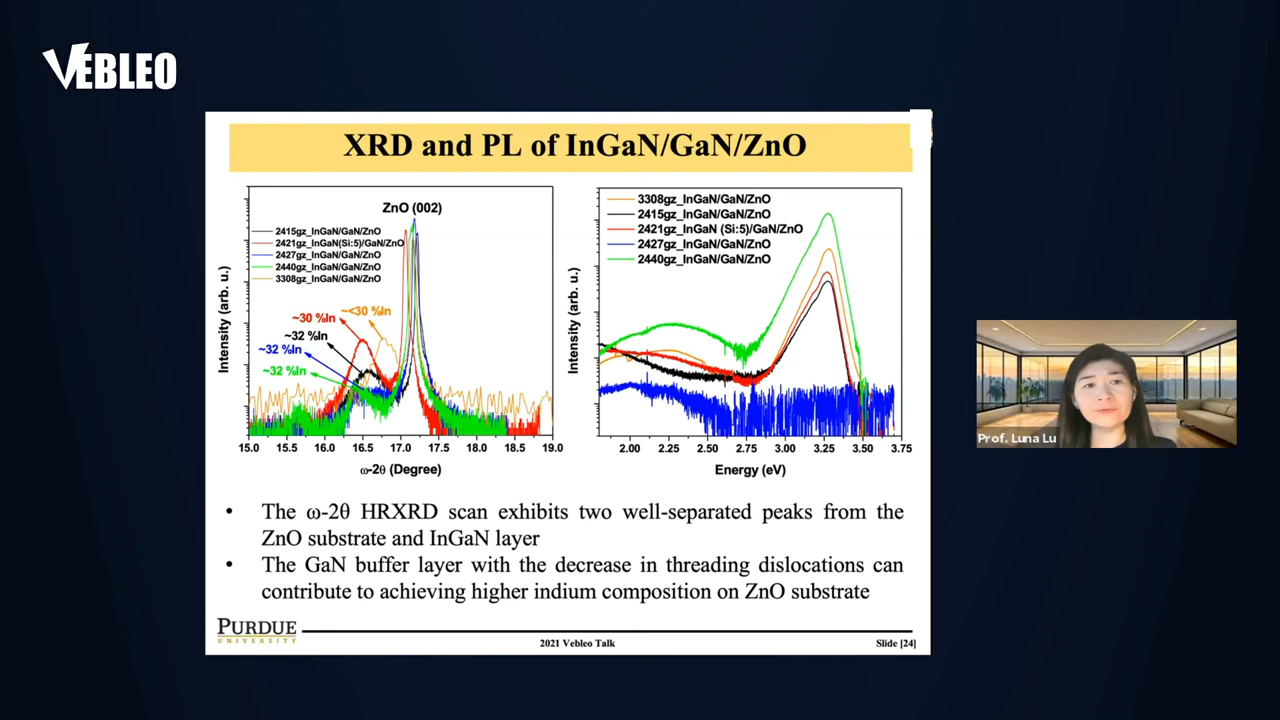 VEBLEO
XRD and PL of InGaN/GaN/ZnO
ZnO (002)
2415gz_InGaN/GaN/ZnO
2421gz_InGaN(Si:5)/GaN/ZnO
2427gz_InGaN/GaN/ZnO
2440gz_InGaN/GaN/ZnO
3308gz_InGaN/GaN/ZnO
~30 %In
~<30 %In
~32 %In
~32 %In
~32 %In
Intensity (arb. u.)
15.0 15.5 16.0 16.5 17.0 17.5 18.0 18.5 19.0
ω-2θ (Degree)
3308gz_InGaN/GaN/ZnO
2415gz_InGaN/GaN/ZnO
2421gz_InGaN (Si:5)/GaN/ZnO
2427gz_InGaN/GaN/ZnO
2440gz_InGaN/GaN/ZnO
Intensity (arb. u.)
2.00 2.25 2.50 2.75 3.00 3.25 3.50 3.75
Energy (eV)
Prof. Luna Lu
• The ω-2θ HRXRD scan exhibits two well-separated peaks from the
ZnO substrate and InGaN layer
• The GaN buffer layer with the decrease in threading dislocations can
contribute to achieving higher indium composition on ZnO substrate
PURDUE
UNIVERSITY
2021 Vebleo Talk
Slide [24]